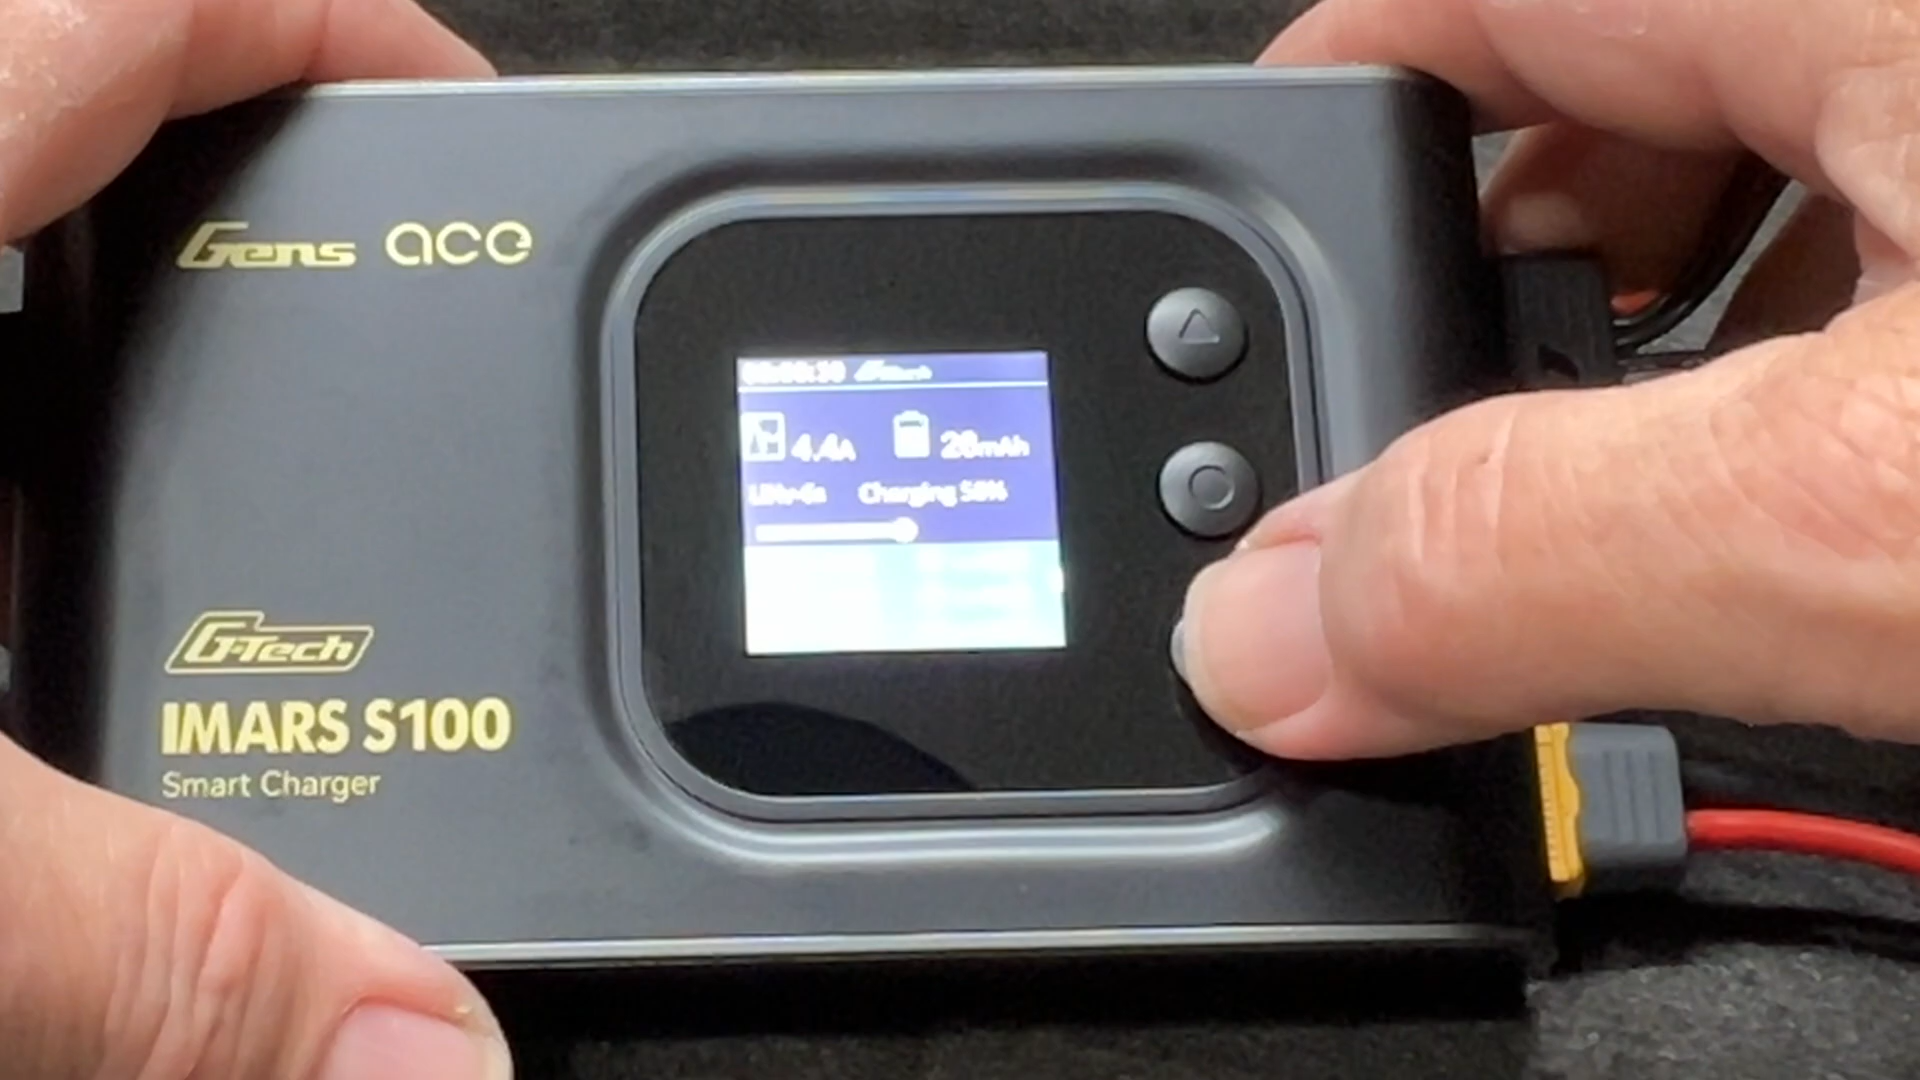 Gens ace
4.4A 28mAh
Charging 58%
G-Tech
IMARS S100
Smart Charger